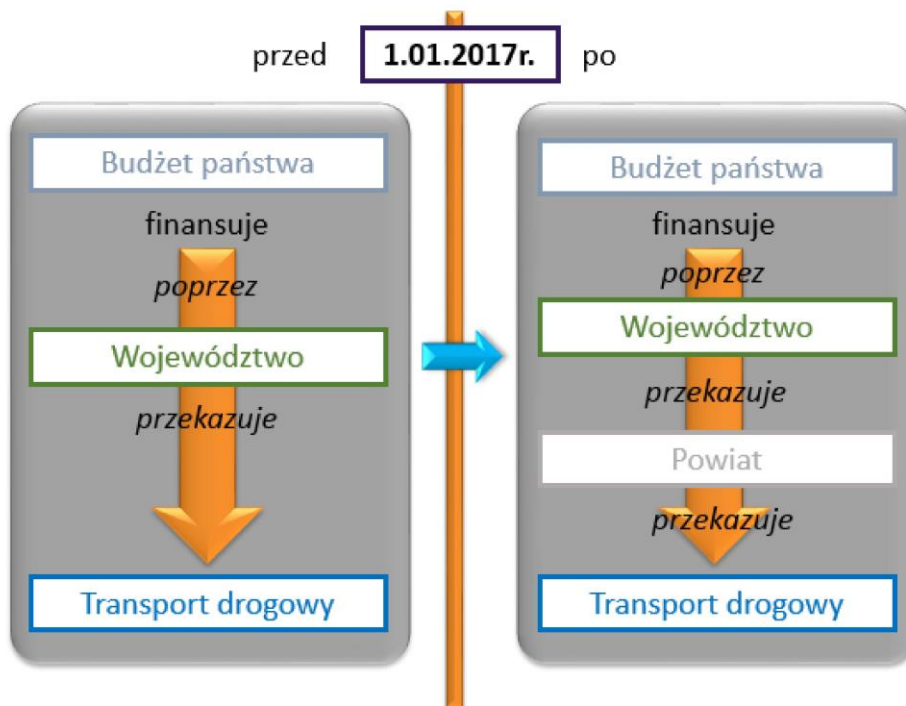 przed 1.01.2017r. po
Budżet państwa
finansuje
poprzez
Województwo
przekazuje
Transport drogowy
Budżet państwa
finansuje
poprzez
Województwo
przekazuje
Powiat
przekazuje
Transport drogowy